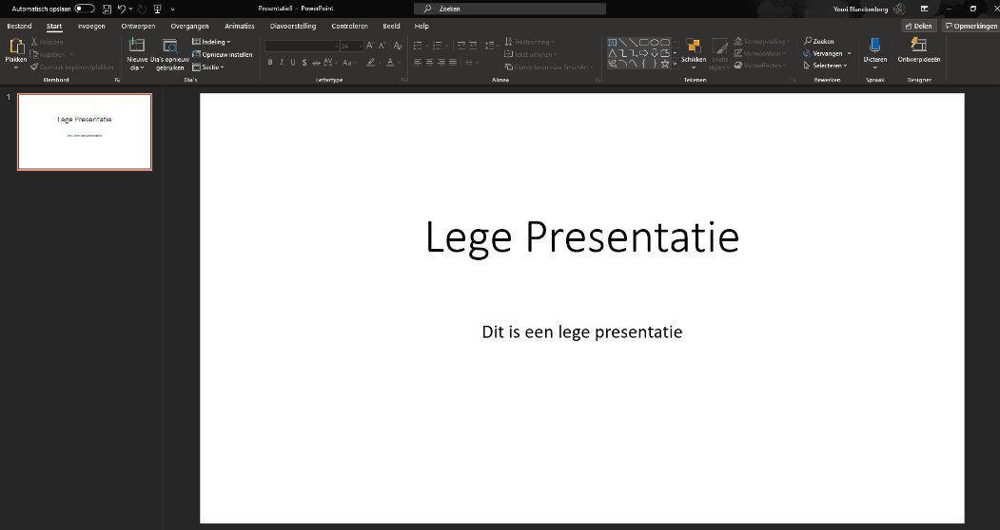 Automatisch opslaan
Presentatie3 - PowerPoint
Zoeken
Youri Blanckenborg
Bestand Start Invoegen Ontwerpen Overgangen Animaties Diavoorstelling Controleren Beeld Help
Delen Opmerkingen
Plakken
Knippen
Kopiëren
Opmaak kopiëren/plakken
Klembord
Nieuwe dia
Dia's opnieuw gebruiken
Indeling
Opnieuw instellen
Sectie
Dia's
24
Lettertype
Tekstrichting
Tekst uitlijnen
Converteren naar SmartArt
Alinea
Schikken
Snelle stijlen
Vormopvulling
Vormcontour
Vormeffecten
Tekenen
Zoeken
Vervangen
Selecteren
Bewerken
Dicteren
Spraak
Ontwerpideeën
Designer
1
Lege Presentatie
Dit is een lege presentatie
Lege Presentatie
Dit is een lege presentatie